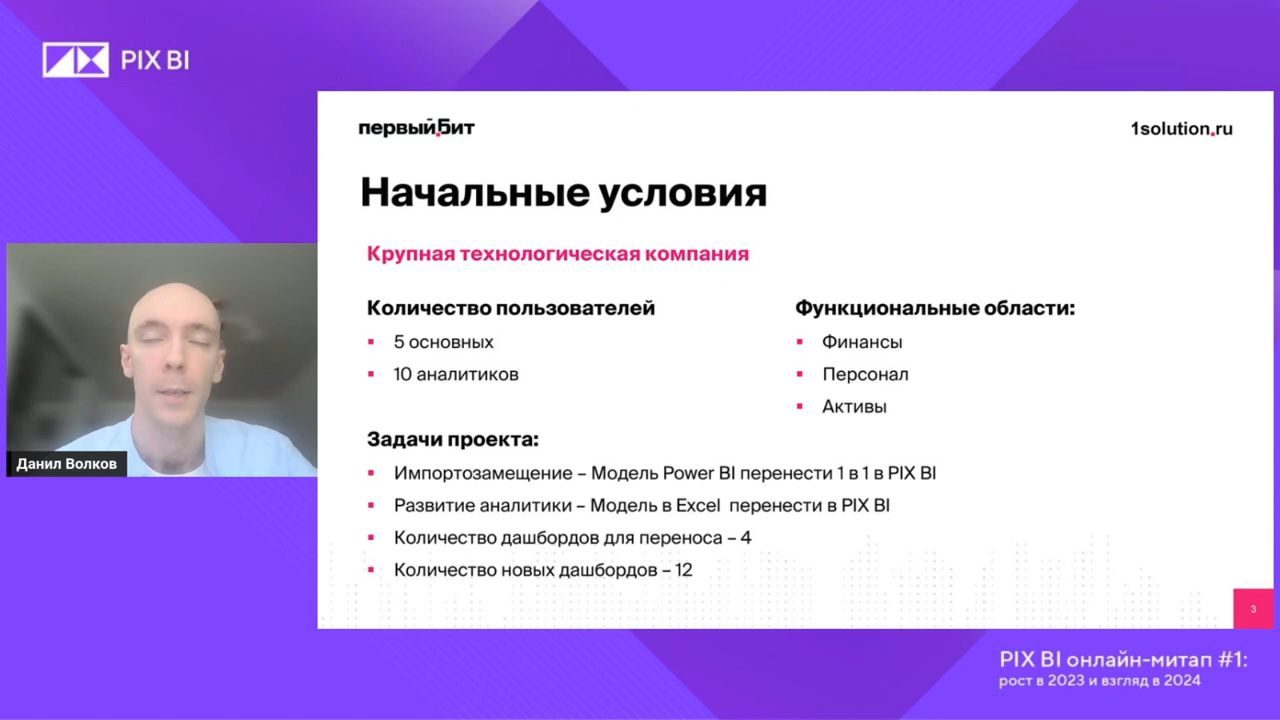 PIX BI
первый.Бит
1solution.ru
Начальные условия
Крупная технологическая компания
Количество пользователей
5 основных
10 аналитиков
Функциональные области:
Финансы
Персонал
Активы
Задачи проекта:
Импортозамещение – Модель Power BI перенести 1 в 1 в PIX BI
Развитие аналитики – Модель в Excel перенести в PIX BI
Количество дашбордов для переноса – 4
Количество новых дашбордов – 12
3
Данил Волков
PIX BI онлайн-митап #1:
рост в 2023 и взгляд в 2024